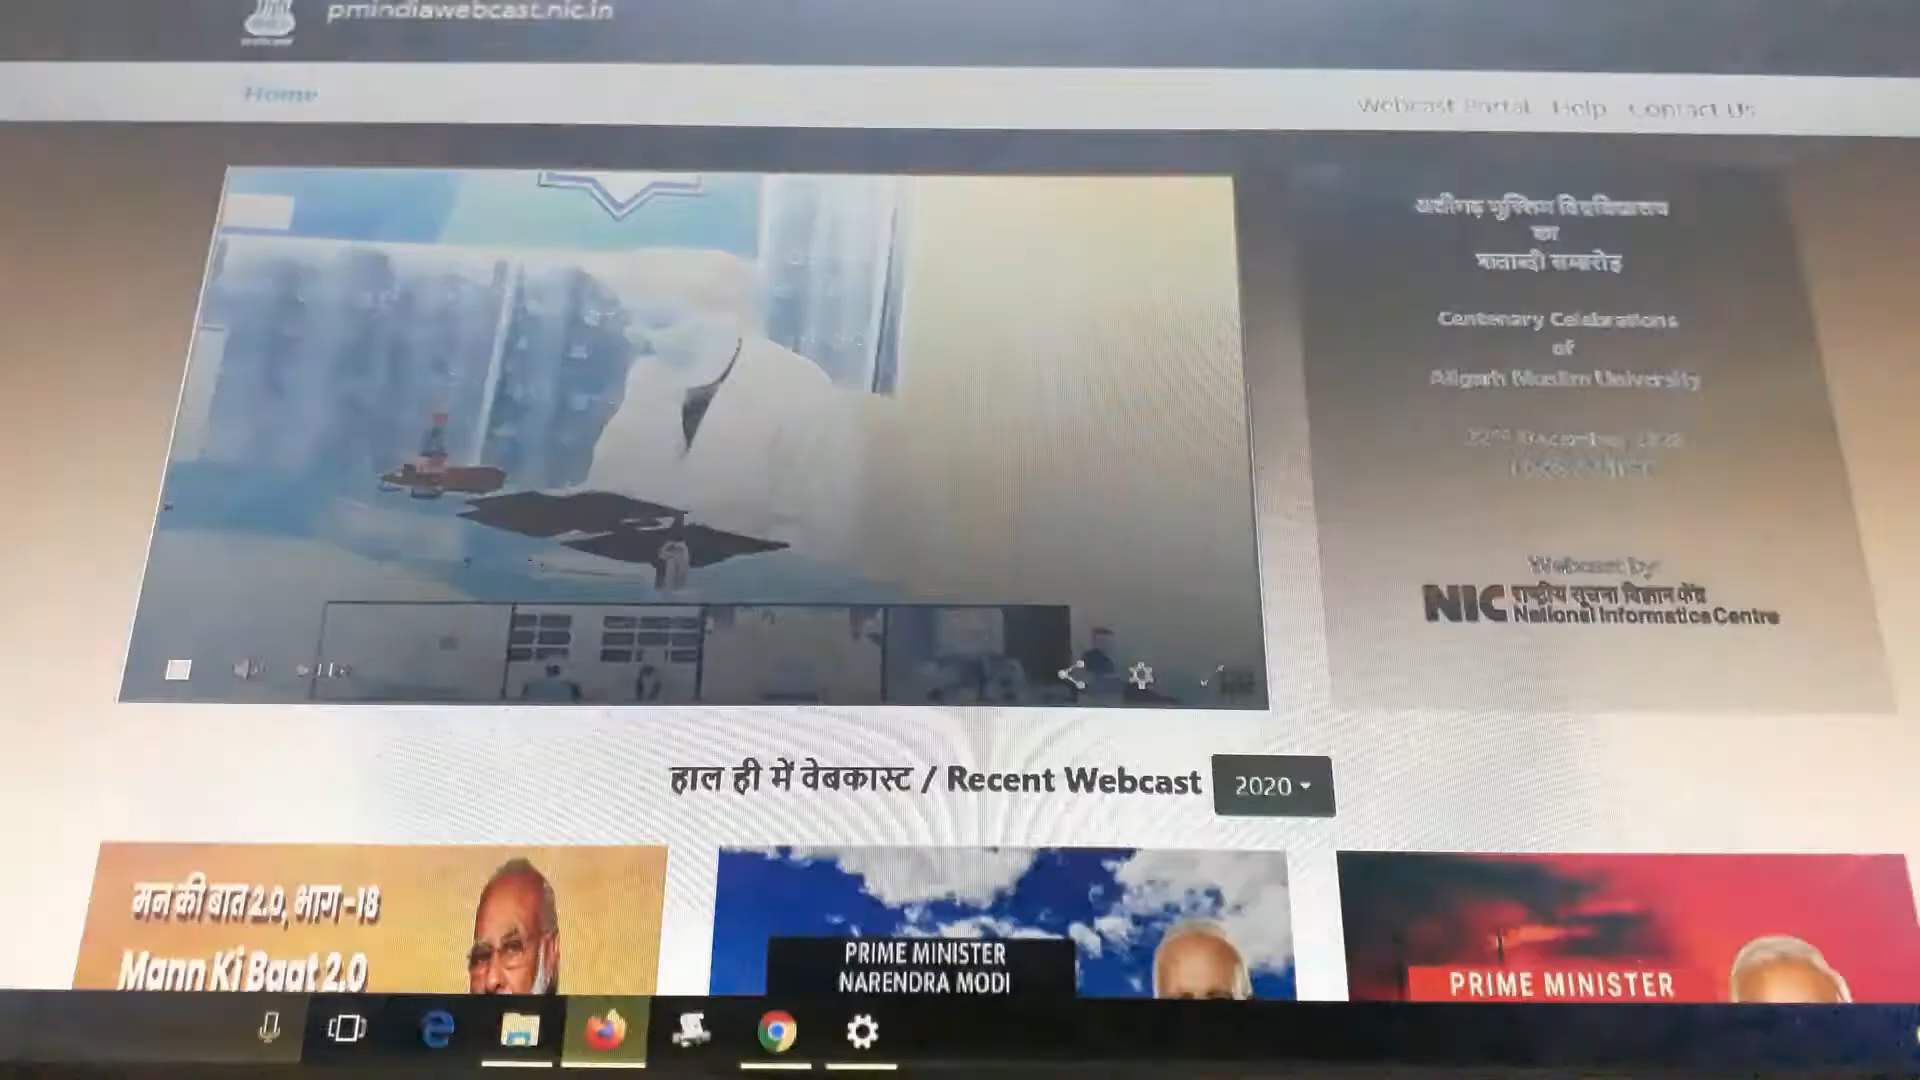 pmindiawebcast.nic.in
Home
Webcast Portal Help Contact Us
अलीगढ़ मुस्लिम विश्वविद्यालय
का
शताब्दी समारोह
Centenary Celebrations
of
Aligarh Muslim University
Webcast by:
NIC राष्ट्रीय सूचना विज्ञान केंद्र
National Informatics Centre
हाल ही में वेबकास्ट / Recent Webcast 2020
मन की बात 2.0, भाग -18
Mann Ki Baat 2.0
PRIME MINISTER
NARENDRA MODI
PRIME MINISTER